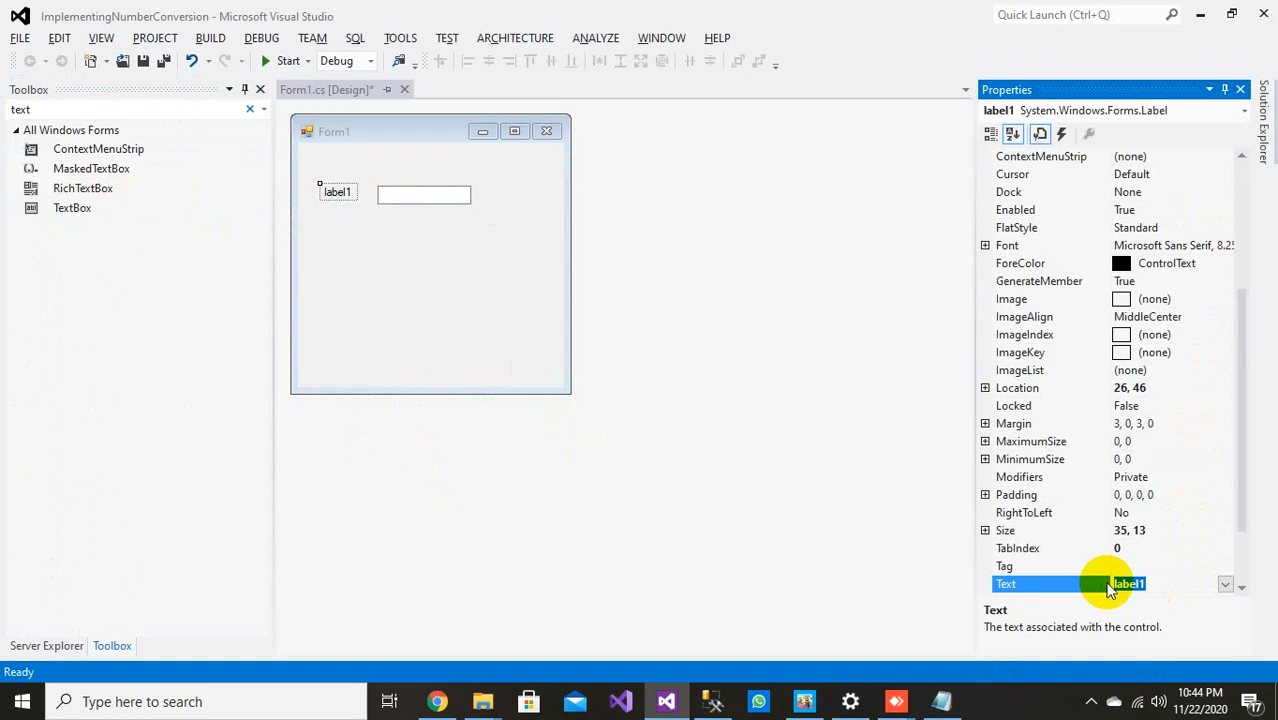 ImplementingNumberConversion - Microsoft Visual Studio
Quick Launch (Ctrl+Q)
FILE EDIT VIEW PROJECT BUILD DEBUG TEAM SQL TOOLS TEST ARCHITECTURE ANALYZE WINDOW HELP
Start Debug
Toolbox
text
All Windows Forms
ContextMenuStrip
MaskedTextBox
RichTextBox
TextBox
Server Explorer Toolbox
Form1.cs [Design]*
Form1
label1
Properties
label1 System.Windows.Forms.Label
ContextMenuStrip (none)
Cursor Default
Dock None
Enabled True
FlatStyle Standard
Font Microsoft Sans Serif, 8.25
ForeColor ControlText
GenerateMember True
Image (none)
ImageAlign MiddleCenter
ImageIndex (none)
ImageKey (none)
ImageList (none)
Location 26, 46
Locked False
Margin 3, 0, 3, 0
MaximumSize 0, 0
MinimumSize 0, 0
Modifiers Private
Padding 0, 0, 0, 0
RightToLeft No
Size 35, 13
TabIndex 0
Tag
Text label1
Text
The text associated with the control.
Solution Explorer
Ready
Type here to search
10:44 PM
11/22/2020
17